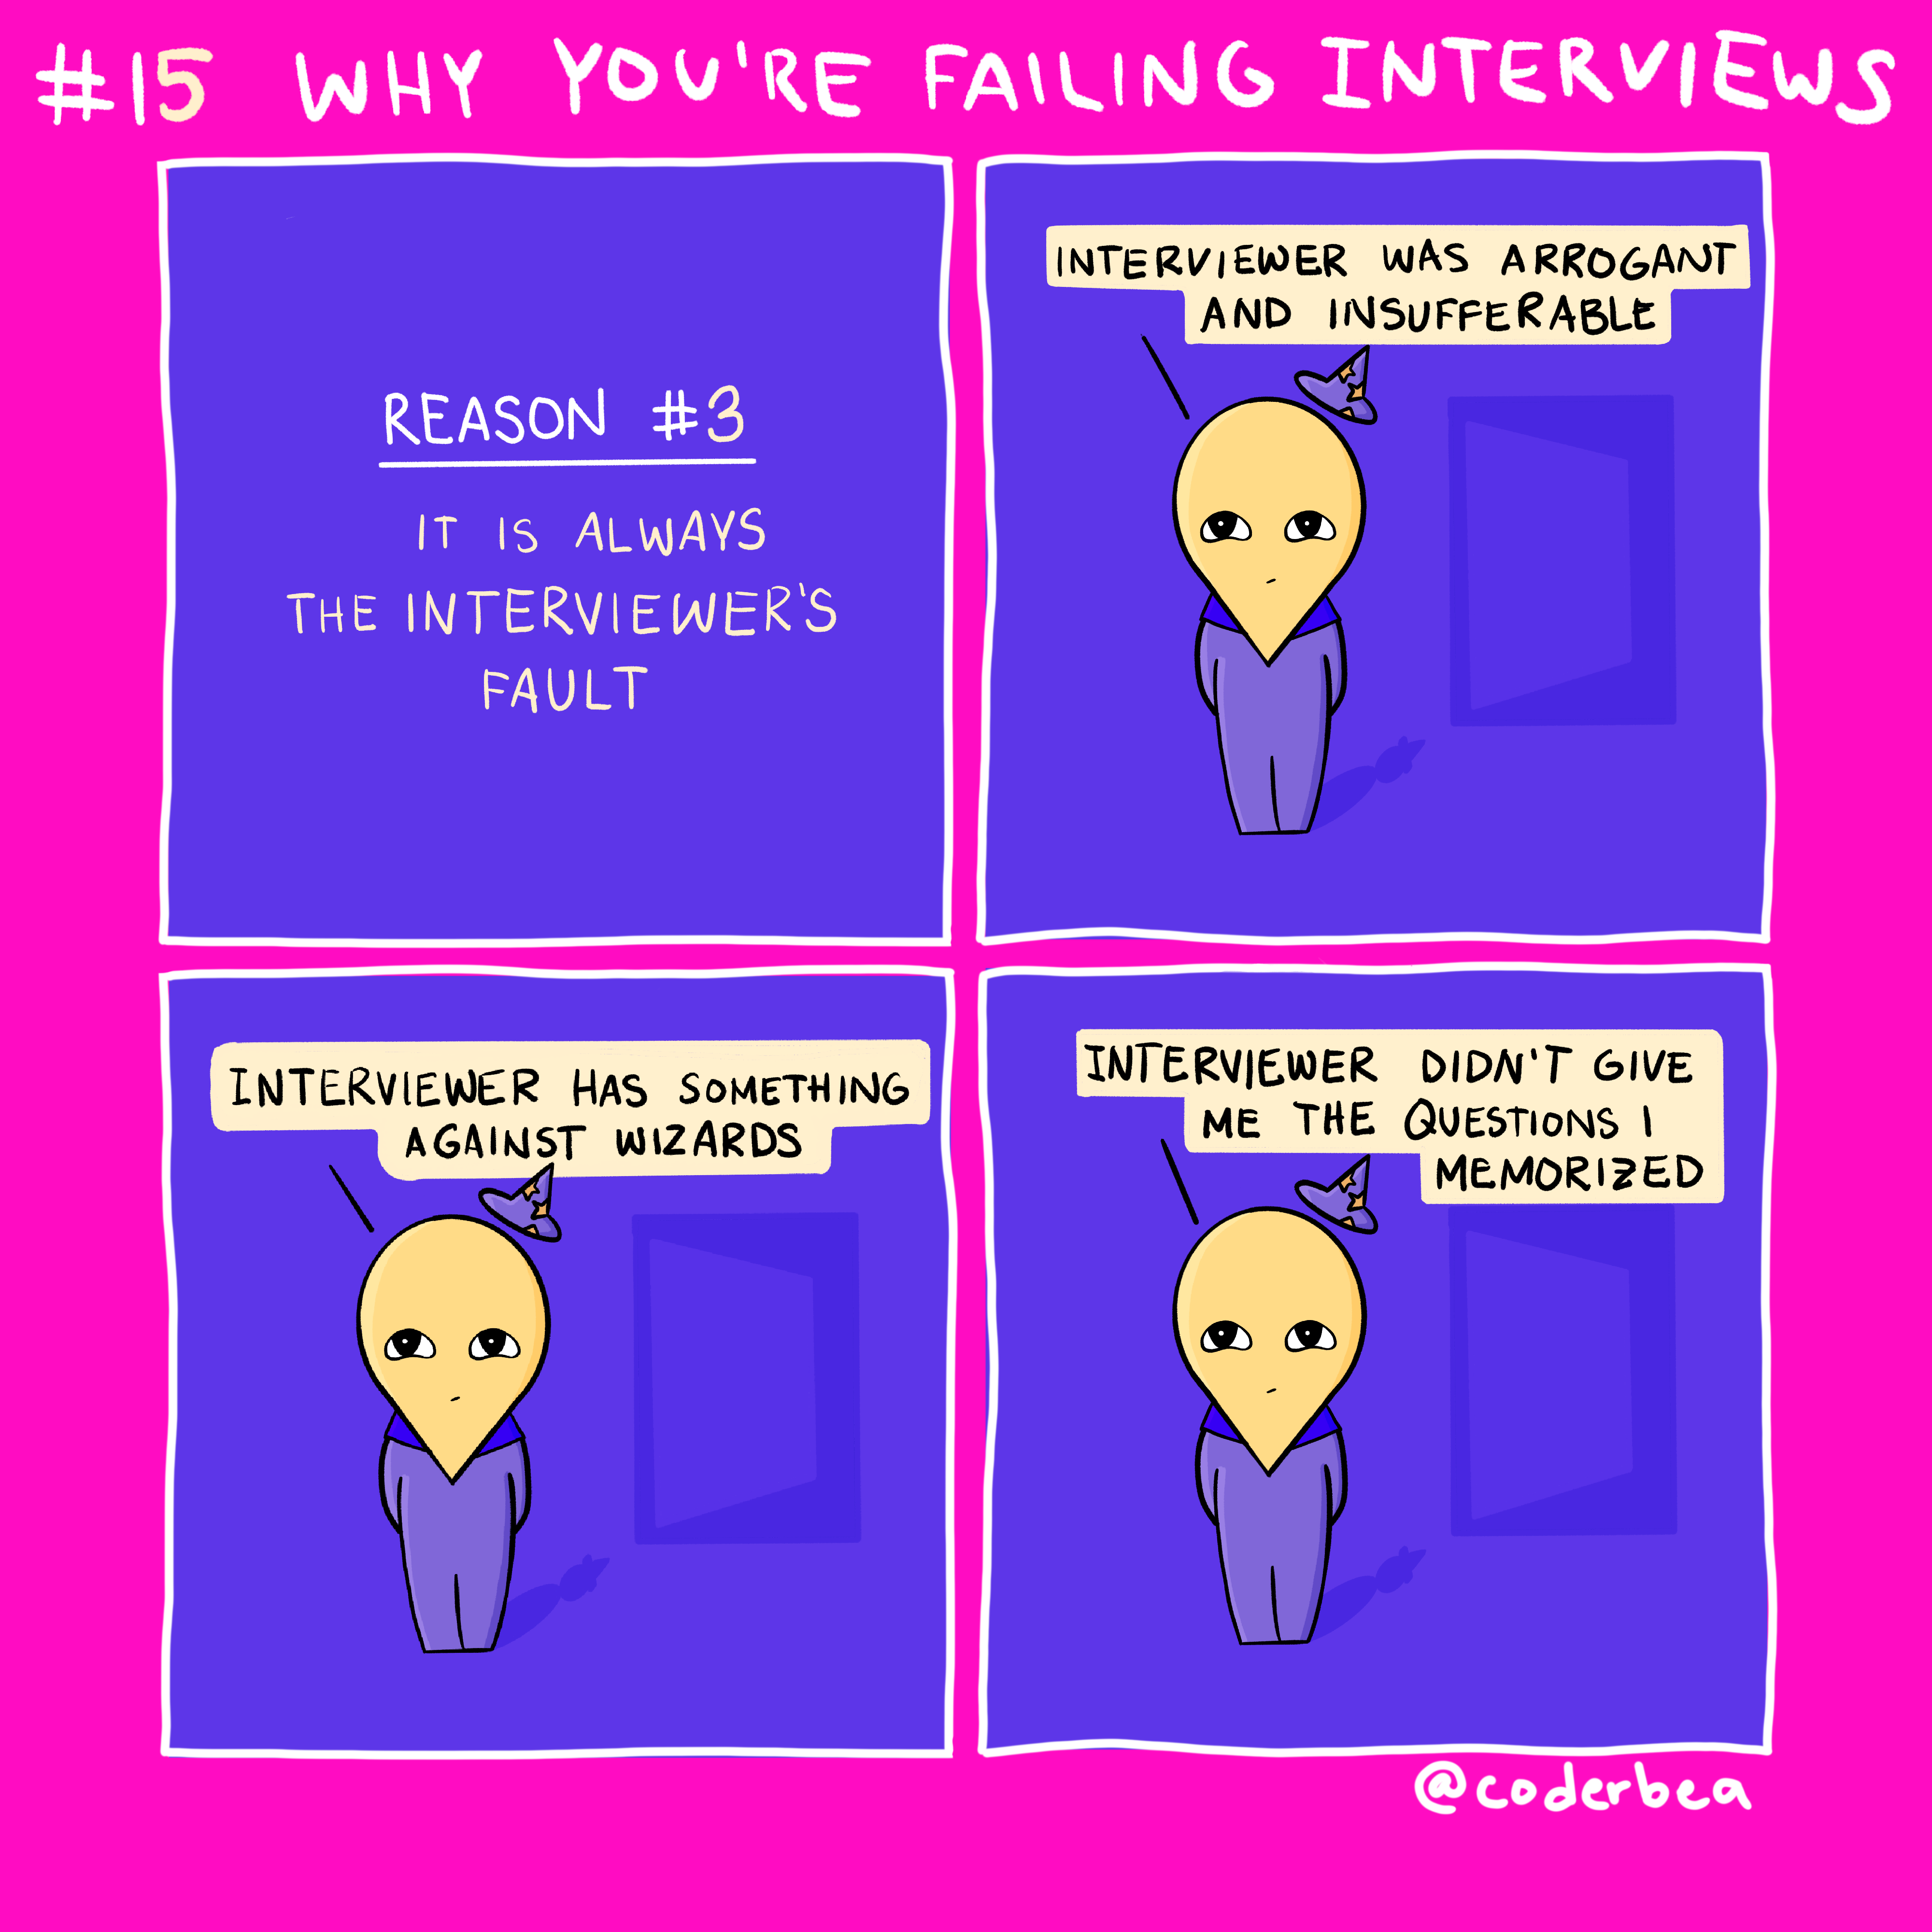 #15 WHY YOU'RE FAILING INTERVIEWS
REASON #3
IT IS ALWAYS
THE INTERVIEWER'S
FAULT
INTERVIEWER WAS ARROGANT
AND INSUFFERABLE
INTERVIEWER HAS SOMETHING
AGAINST WIZARDS
INTERVIEWER DIDN'T GIVE
ME THE QUESTIONS I
MEMORIZED
@coderbea